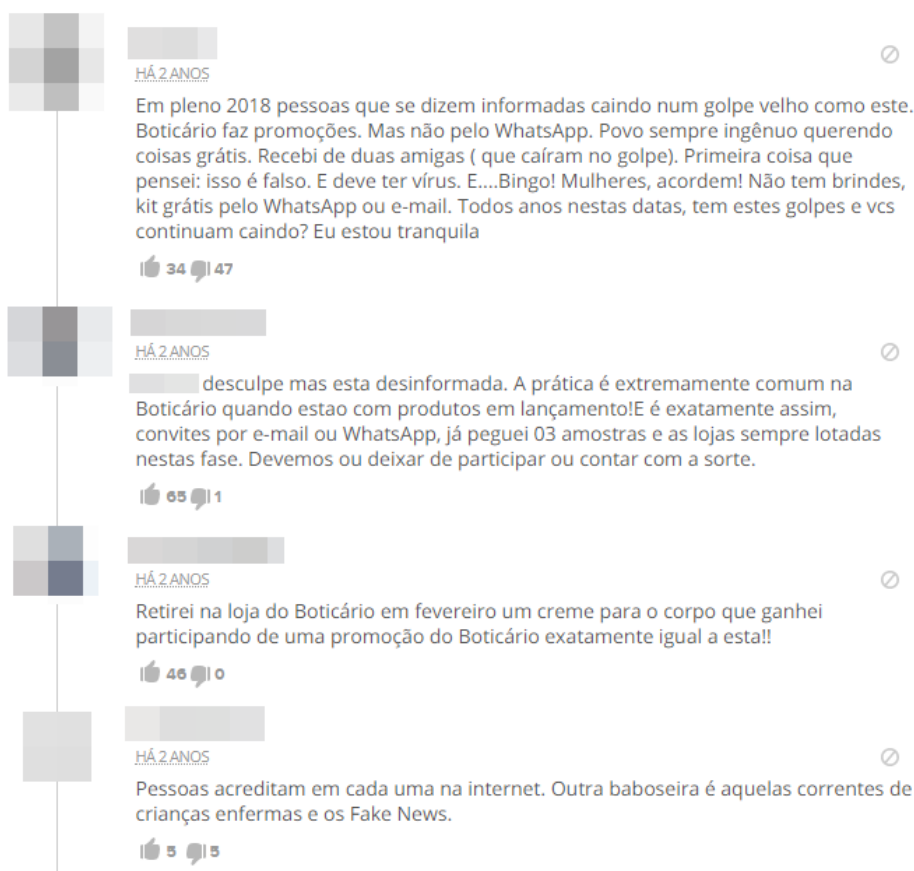 HÁ 2 ANOS
Em pleno 2018 pessoas que se dizem informadas caindo num golpe velho como este.
Boticário faz promoções. Mas não pelo WhatsApp. Povo sempre ingênuo querendo
coisas grátis. Recebi de duas amigas ( que caíram no golpe). Primeira coisa que
pensei: isso é falso. E deve ter vírus. E....Bingo! Mulheres, acordem! Não tem brindes,
kit grátis pelo WhatsApp ou e-mail. Todos anos nestas datas, tem estes golpes e vcs
continuam caindo? Eu estou tranquila
34 47
HÁ 2 ANOS
desculpe mas esta desinformada. A prática é extremamente comum na
Boticário quando estao com produtos em lançamento!E é exatamente assim,
convites por e-mail ou WhatsApp, já peguei 03 amostras e as lojas sempre lotadas
nestas fase. Devemos ou deixar de participar ou contar com a sorte.
65 1
HÁ 2 ANOS
Retirei na loja do Boticário em fevereiro um creme para o corpo que ganhei
participando de uma promoção do Boticário exatamente igual a esta!!
46 0
HÁ 2 ANOS
Pessoas acreditam em cada uma na internet. Outra baboseira é aquelas correntes de
crianças enfermas e os Fake News.
5 5